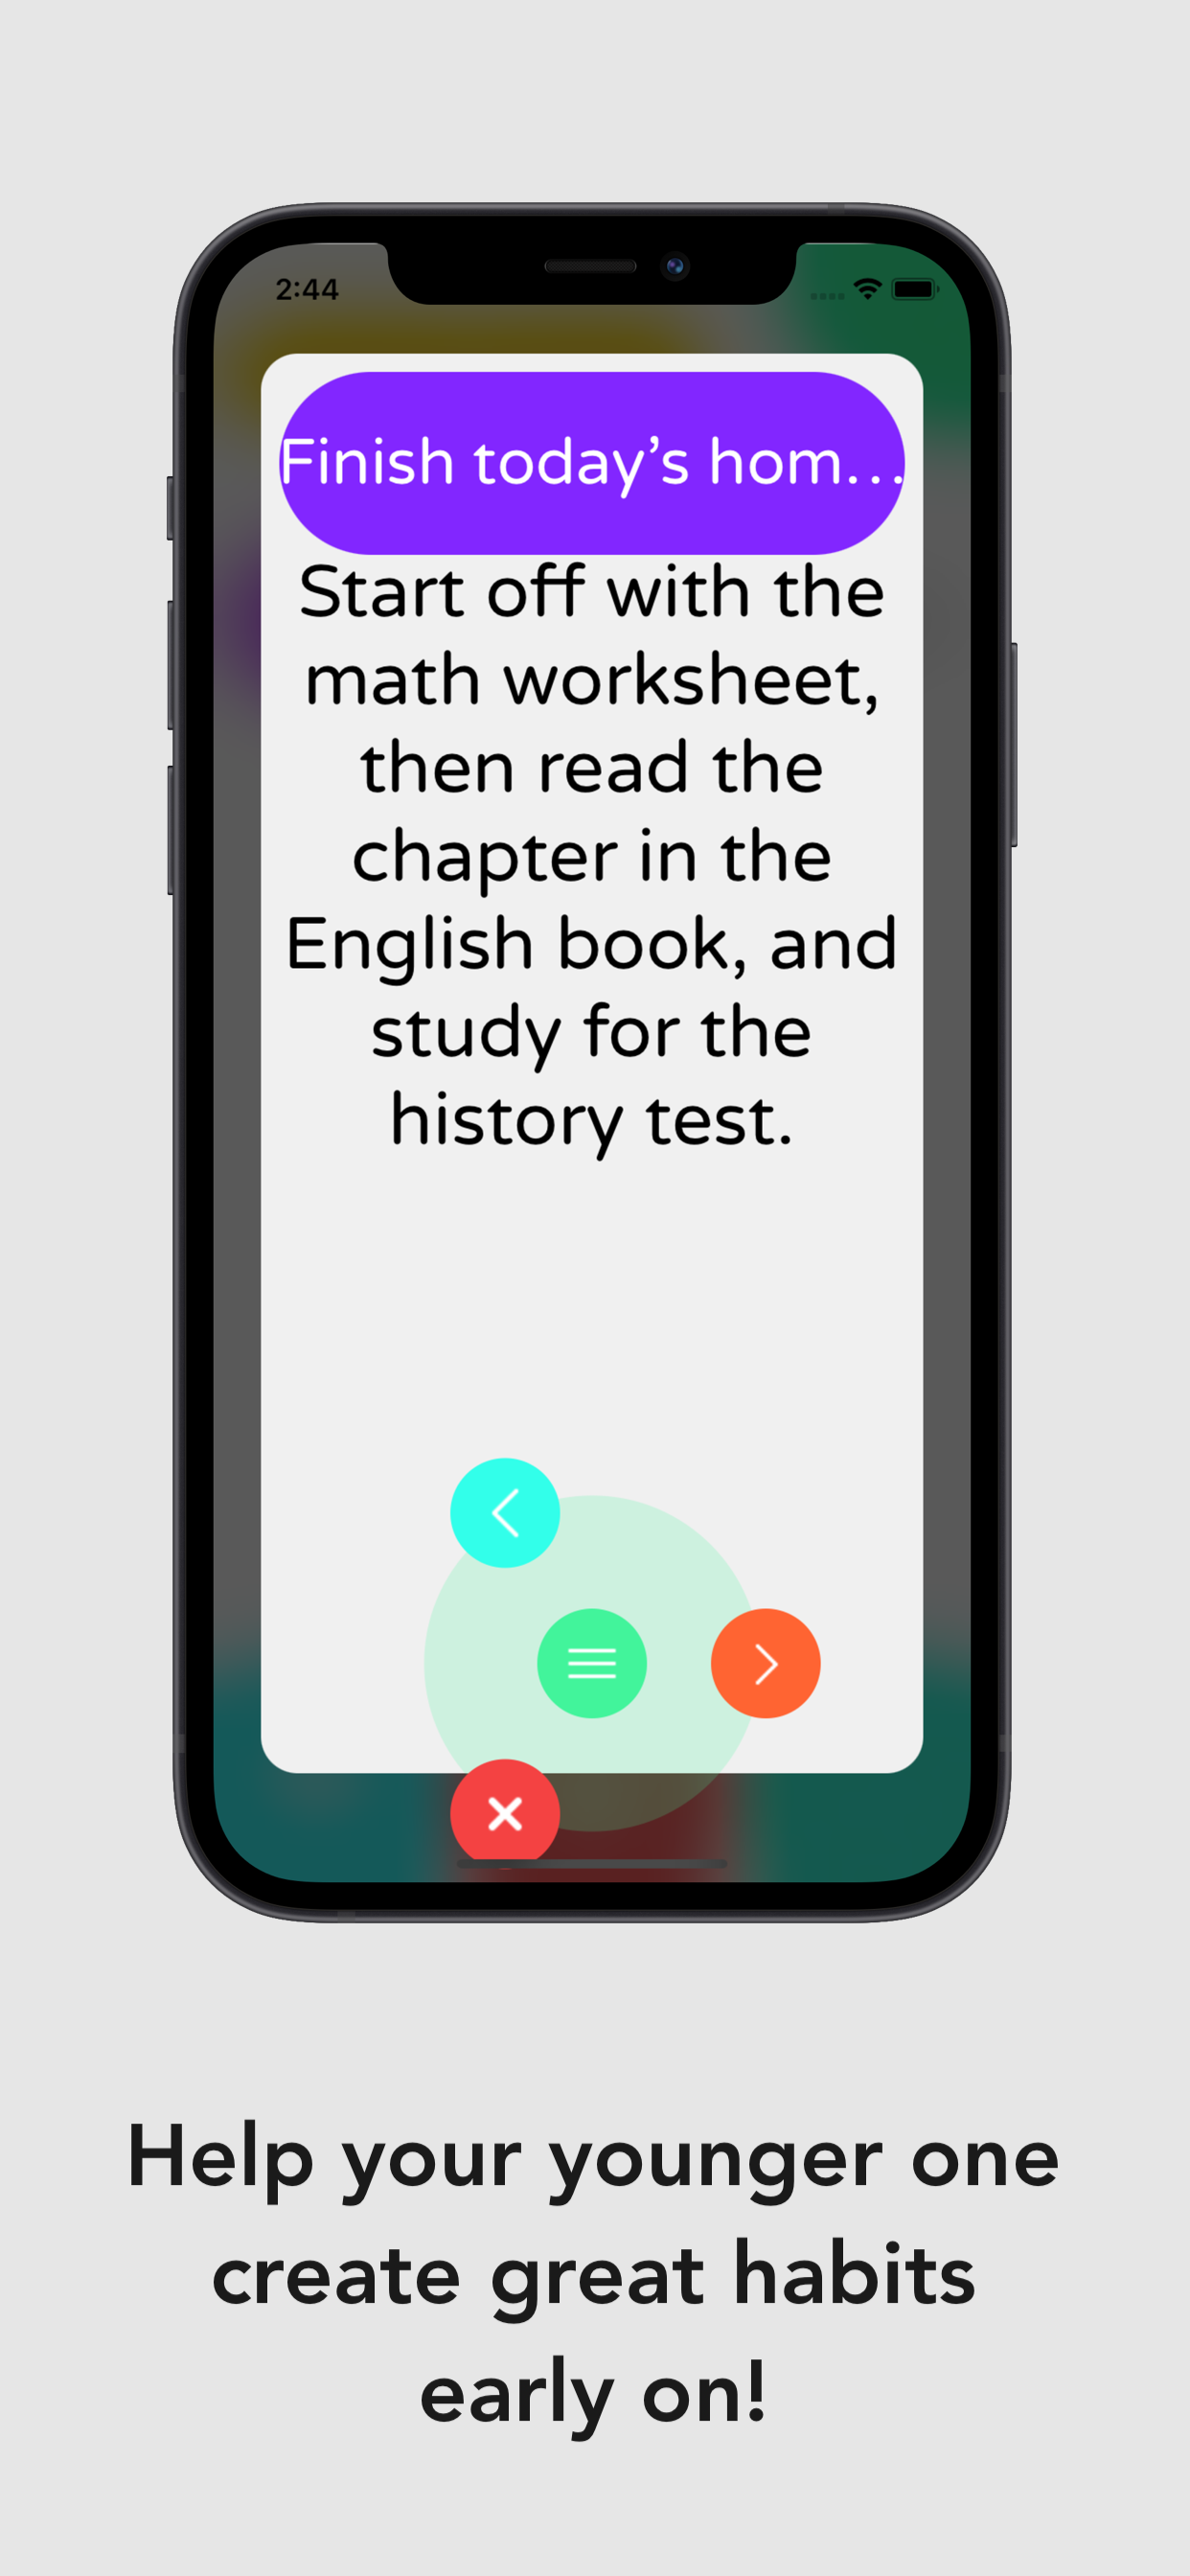 2:44
Finish today’s hom...
Start off with the
math worksheet,
then read the
chapter in the
English book, and
study for the
history test.
Help your younger one
create great habits
early on!